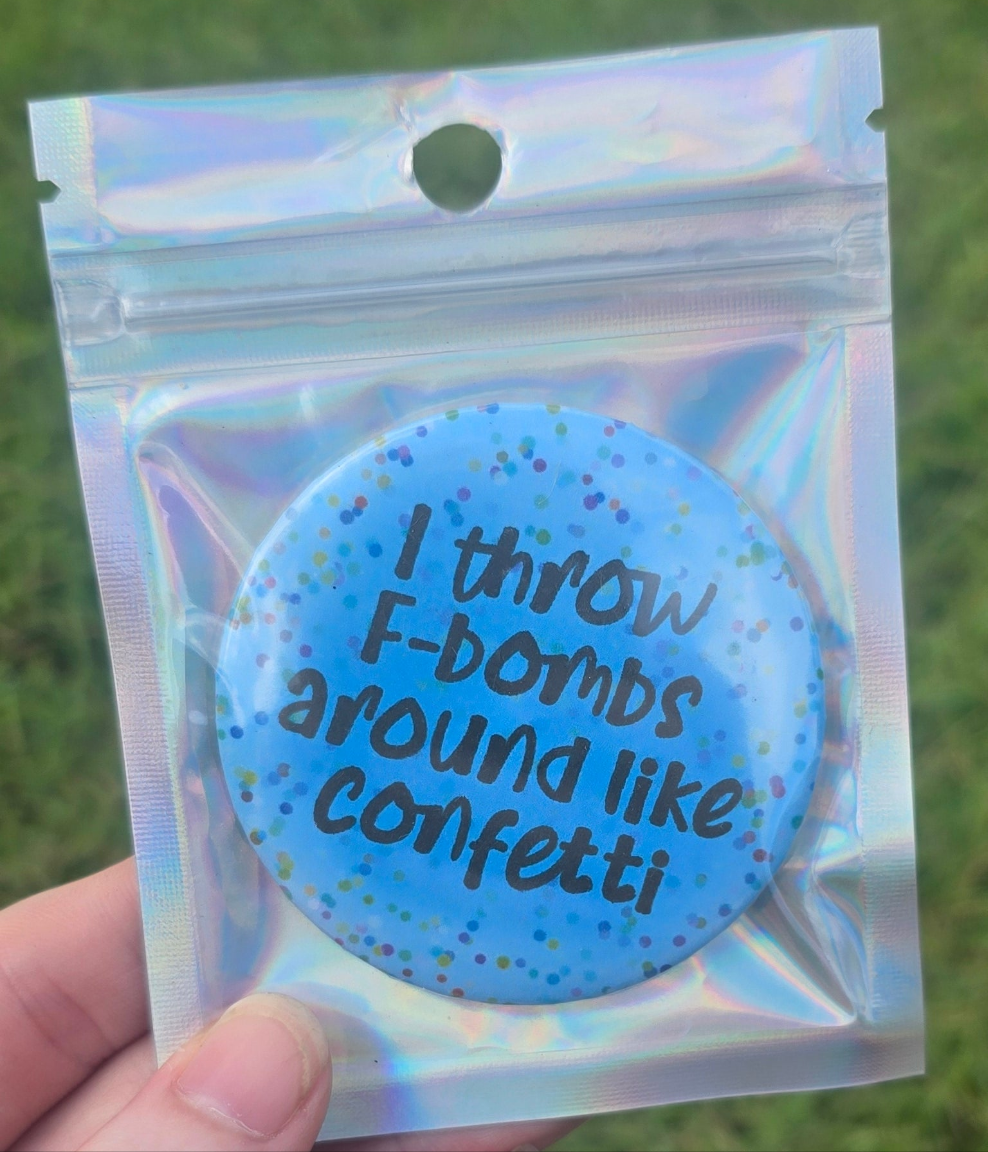 I throw
F-bombs
around like
confetti